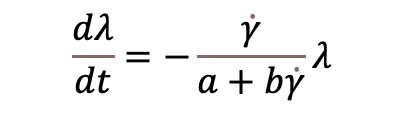 dλ/dt = − γ̇/(a + bγ̇) λ